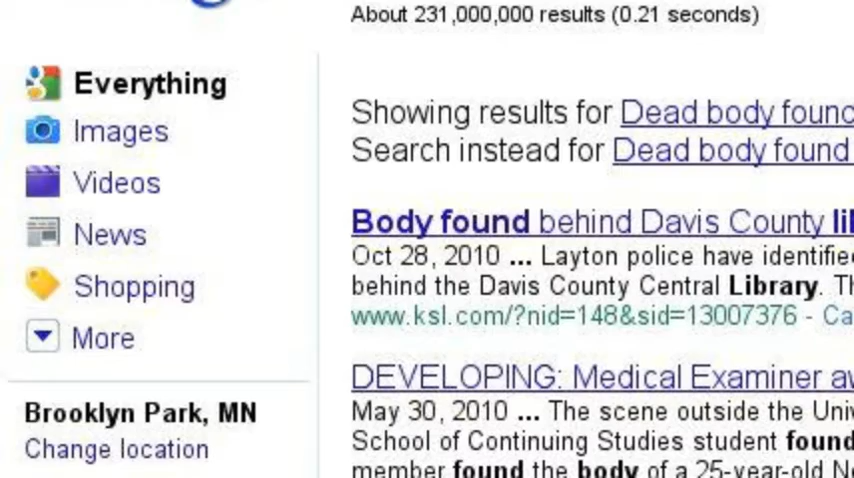 About 231,000,000 results (0.21 seconds)
Everything
Images
Videos
News
Shopping
More
Brooklyn Park, MN
Change location
Showing results for Dead body found
Search instead for Dead body found
Body found behind Davis County
Oct 28, 2010 ... Layton police have identified
behind the Davis County Central Library.
www.ksl.com/?nid=148&sid=13007376 -
DEVELOPING: Medical Examiner
May 30, 2010 ... The scene outside the
School of Continuing Studies student found
member found the body of a 25-year-old